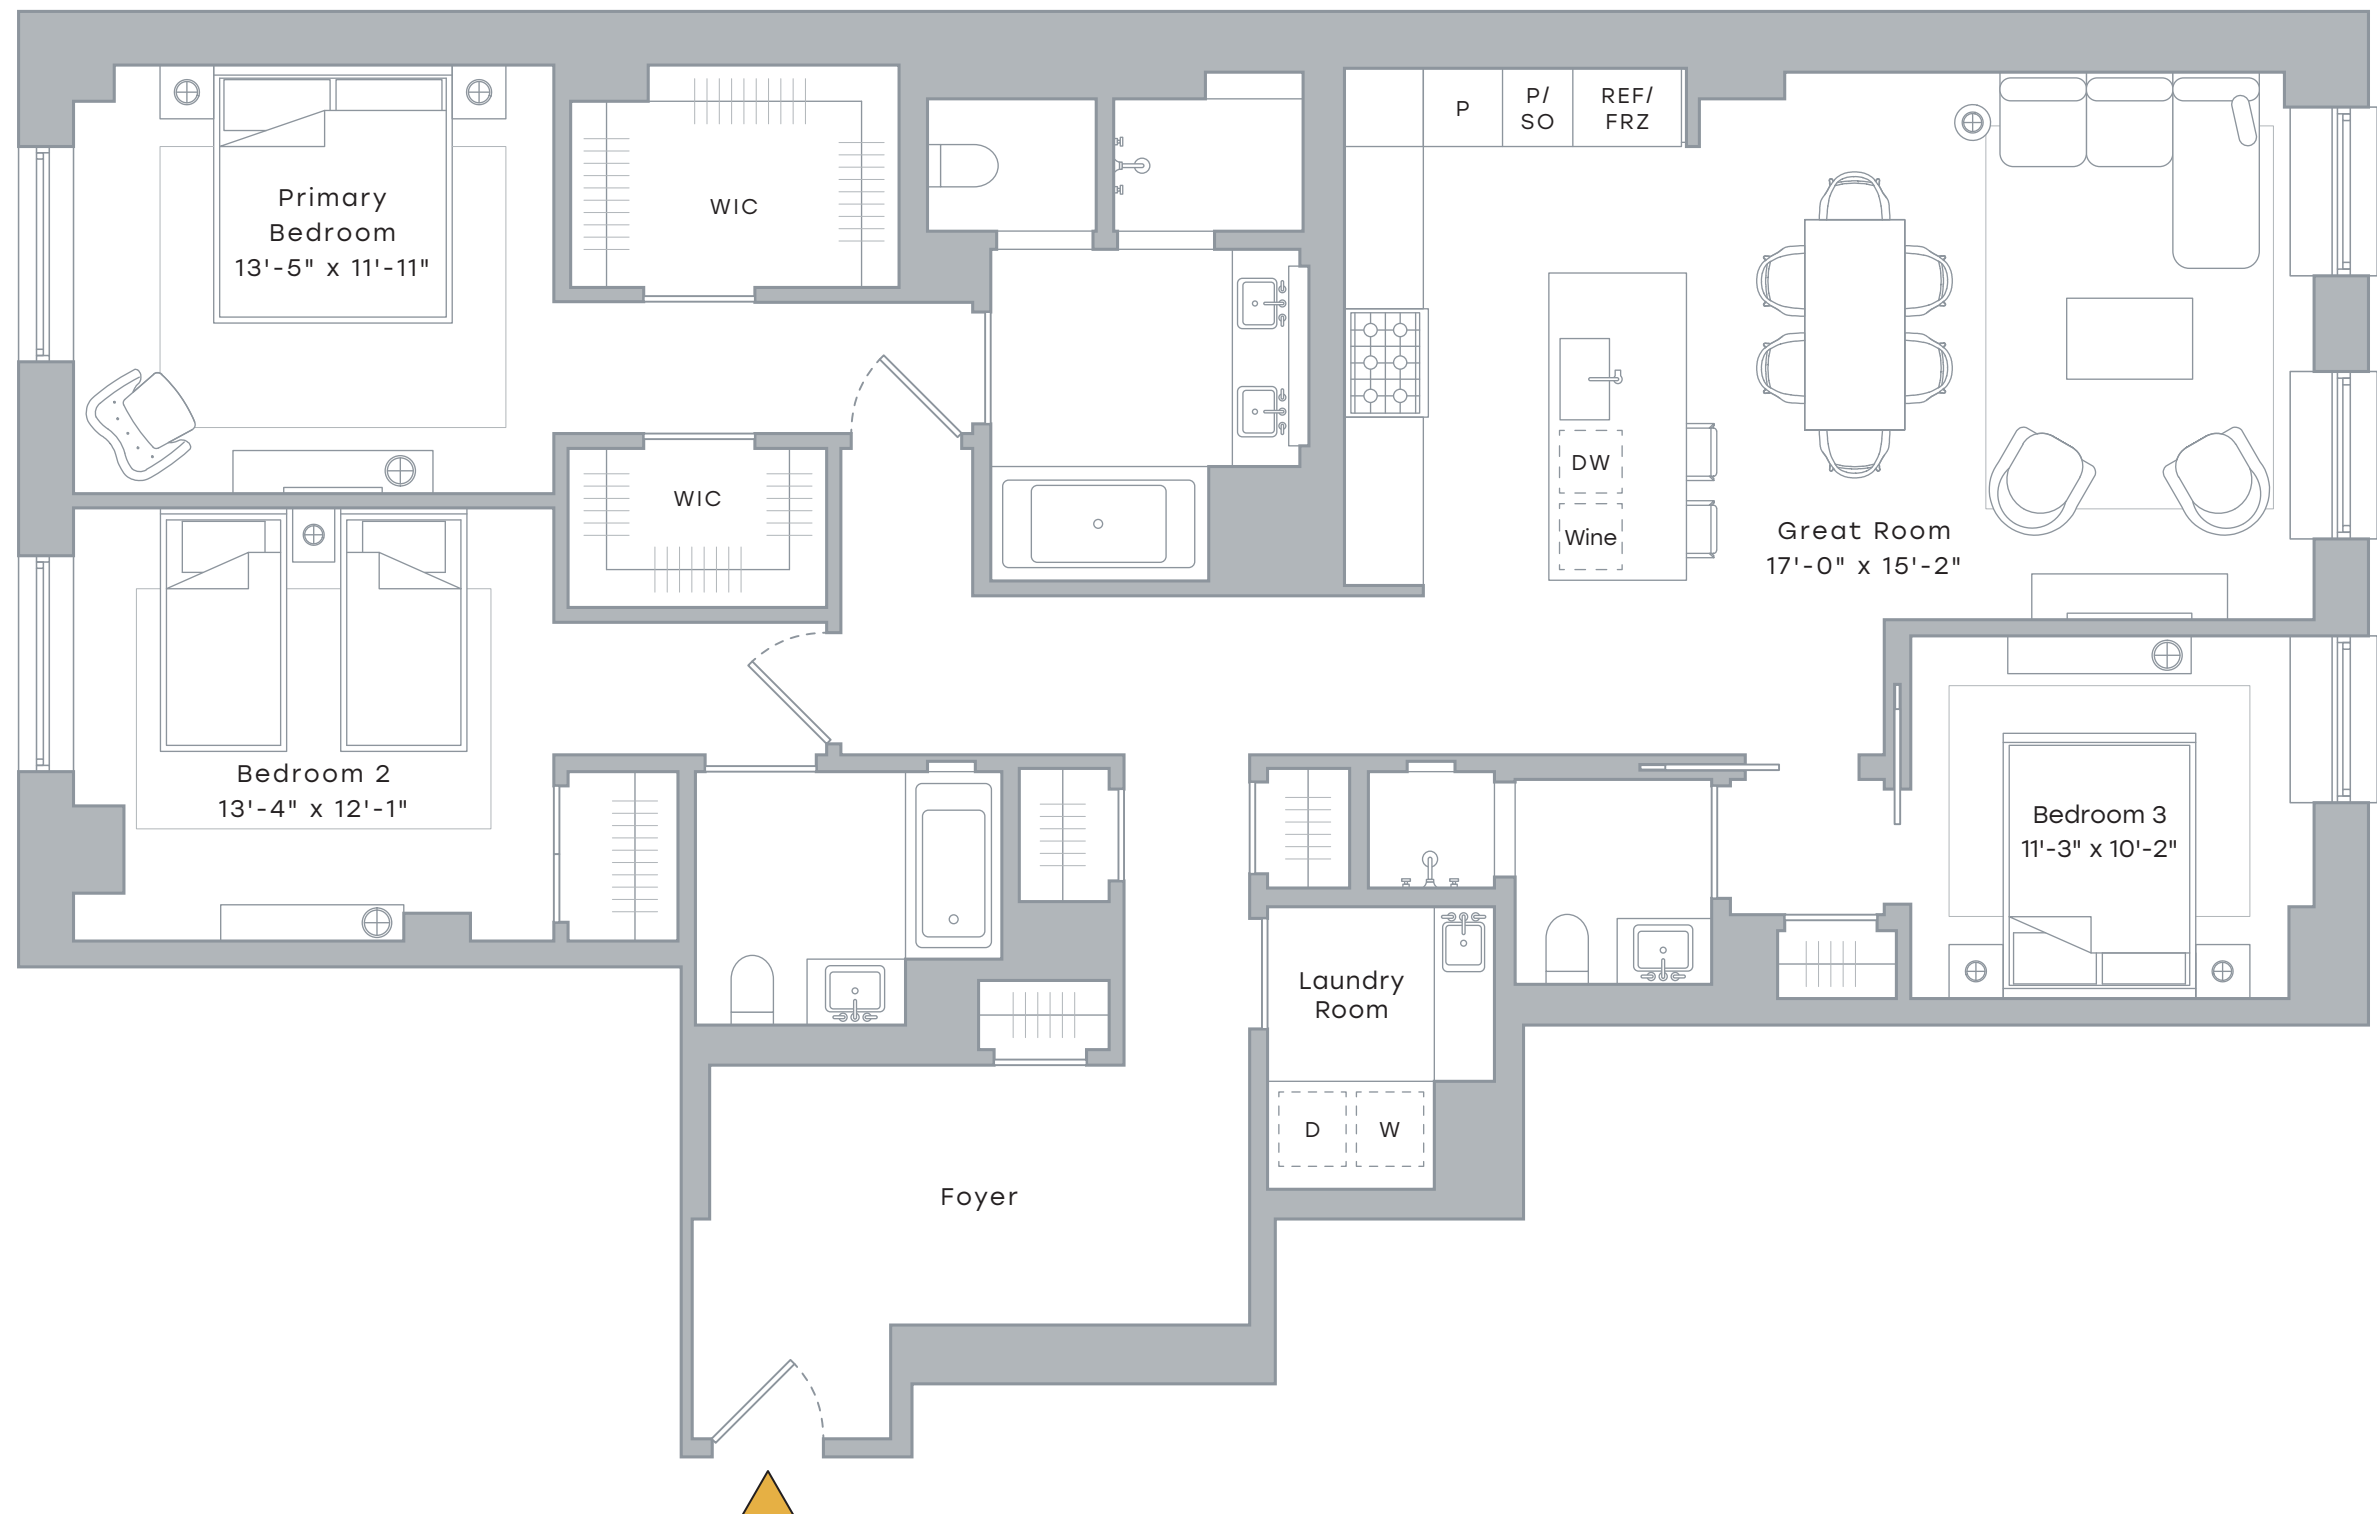 Primary
Bedroom
13'-5" x 11'-11"
WIC
P
P/
SO
REF/
FRZ
WIC
DW
Wine
Great Room
17'-0" x 15'-2"
Bedroom 2
13'-4" x 12'-1"
Bedroom 3
11'-3" x 10'-2"
Laundry
Room
D
W
Foyer